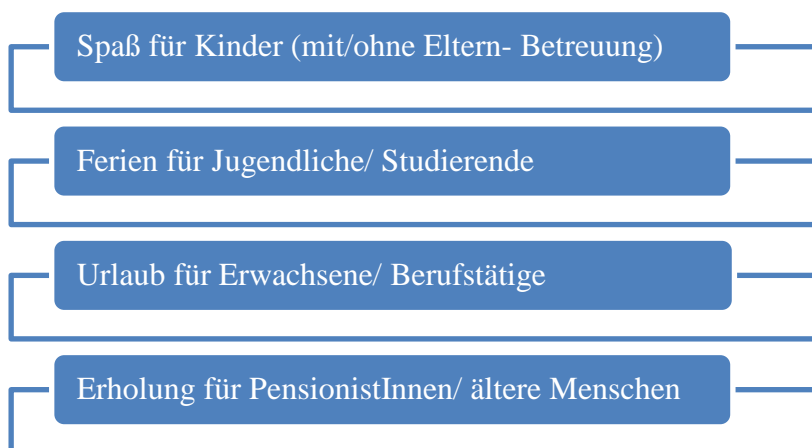 Spaß für Kinder (mit/ohne Eltern- Betreuung)
Ferien für Jugendliche/ Studierende
Urlaub für Erwachsene/ Berufstätige
Erholung für PensionistInnen/ ältere Menschen